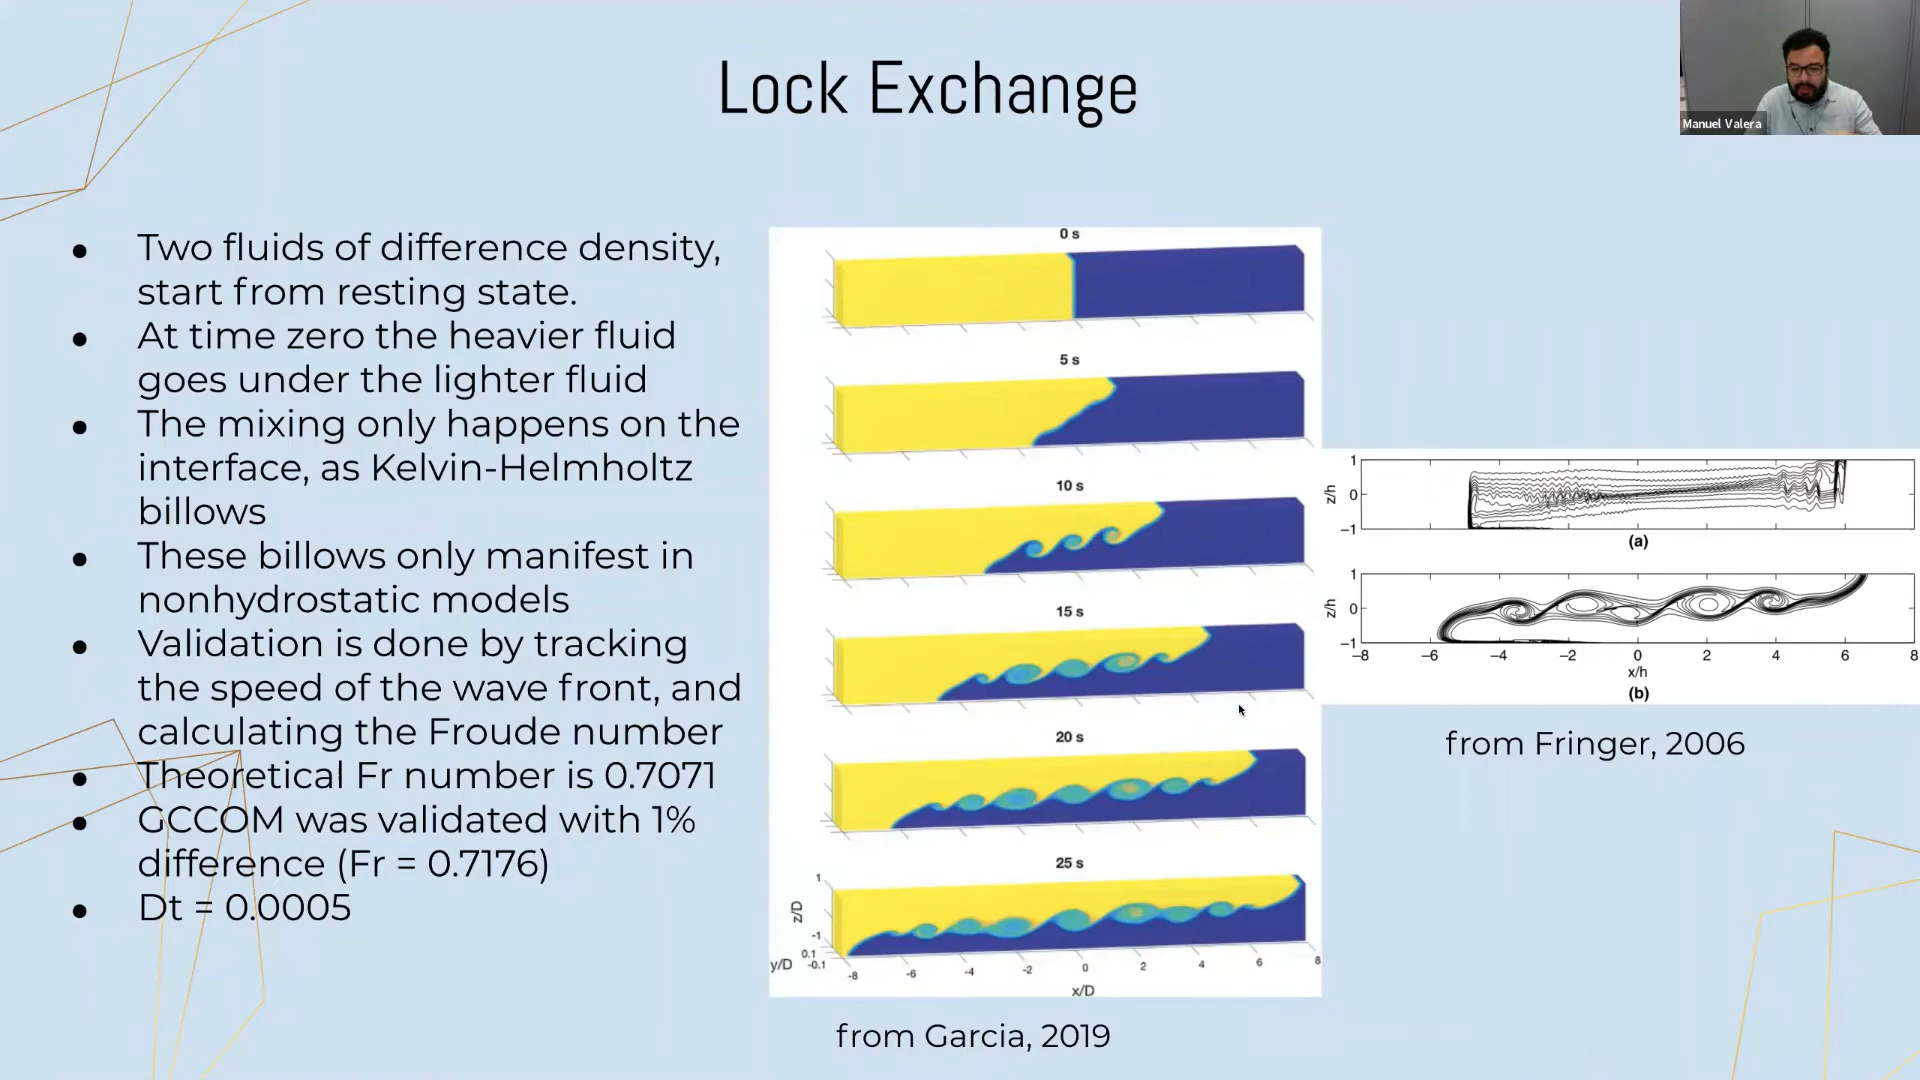 Lock Exchange
Manuel Valera
● Two fluids of difference density,
start from resting state.
● At time zero the heavier fluid
goes under the lighter fluid
● The mixing only happens on the
interface, as Kelvin-Helmholtz
billows
● These billows only manifest in
nonhydrostatic models
● Validation is done by tracking
the speed of the wave front, and
calculating the Froude number
● Theoretical Fr number is 0.7071
● GCCOM was validated with 1%
difference (Fr = 0.7176)
● Dt = 0.0005
0 s
5 s
10 s
15 s
20 s
25 s
1
z/D
-1
0.1
y/D -0.1
-8 -6 -4 -2 0 2 4 6 8
x/D
from Garcia, 2019
1
z/h 0
−1
(a)
1
z/h 0
−1
−8 −6 −4 −2 0 2 4 6 8
x/h
(b)
from Fringer, 2006